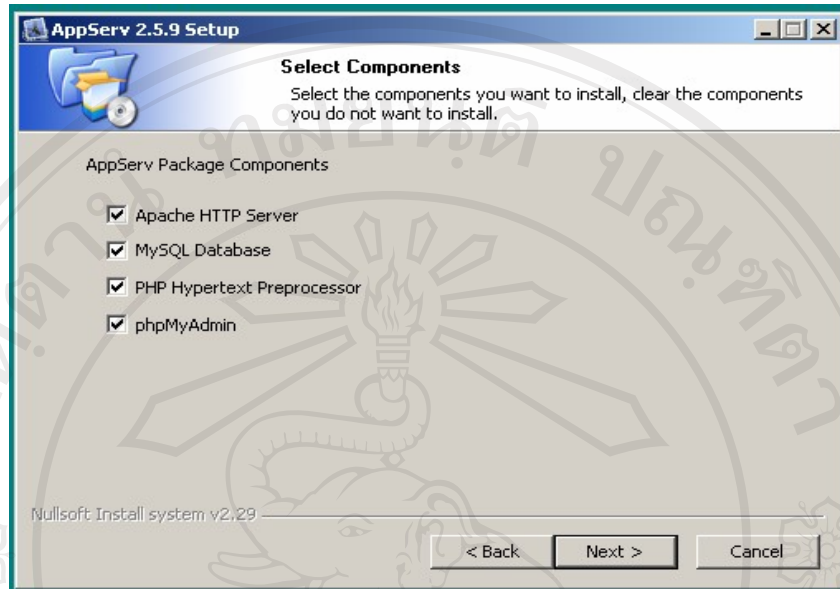 AppServ 2.5.9 Setup
Select Components
Select the components you want to install, clear the components
you do not want to install.
AppServ Package Components
Apache HTTP Server
MySQL Database
PHP Hypertext Preprocessor
phpMyAdmin
Nullsoft Install system v2.29
< Back
Next >
Cancel